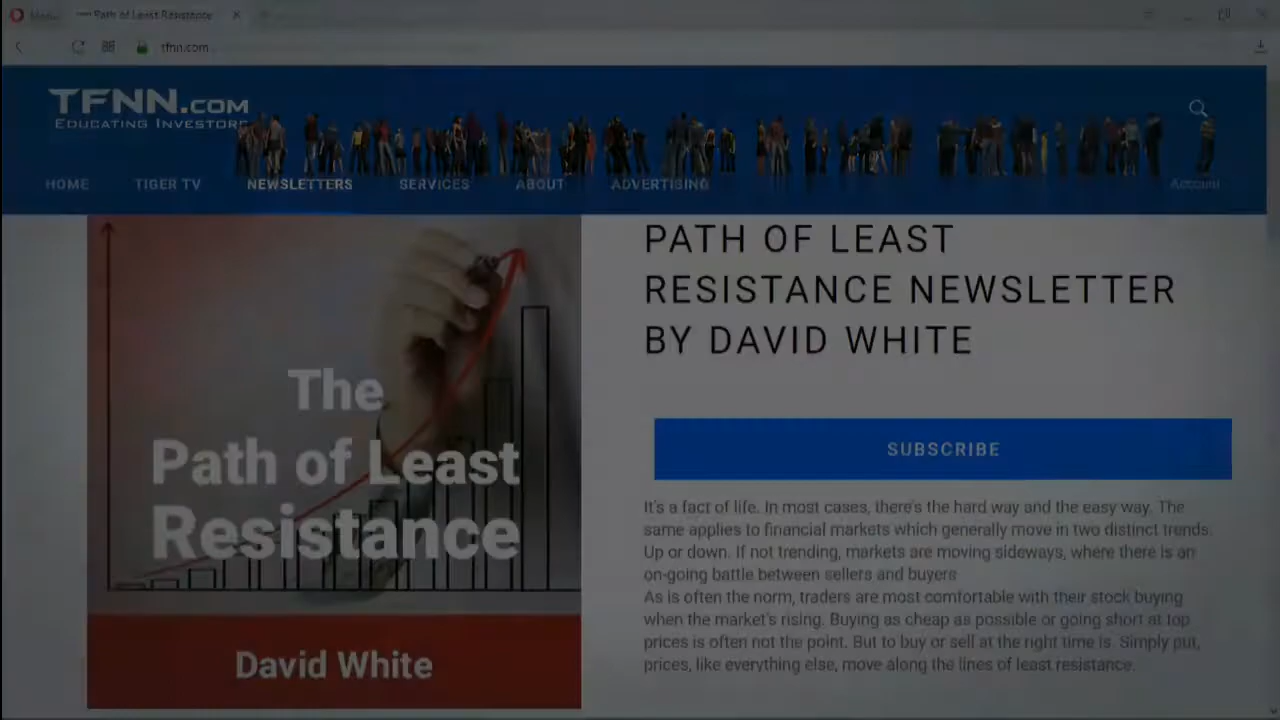 Menu
Path of Least Resistance
tfnn.com
TFNN.COM
EDUCATING INVESTORS
HOME
TIGER TV
NEWSLETTERS
SERVICES
ABOUT
ADVERTISING
Account
The
Path of Least
Resistance
David White
PATH OF LEAST
RESISTANCE NEWSLETTER
BY DAVID WHITE
SUBSCRIBE
It's a fact of life. In most cases, there's the hard way and the easy way. The
same applies to financial markets which generally move in two distinct trends.
Up or down. If not trending, markets are moving sideways, where there is an
on-going battle between sellers and buyers
As is often the norm, traders are most comfortable with their stock buying
when the market's rising. Buying as cheap as possible or going short at top
prices is often not the point. But to buy or sell at the right time is. Simply put,
prices, like everything else, move along the lines of least resistance.